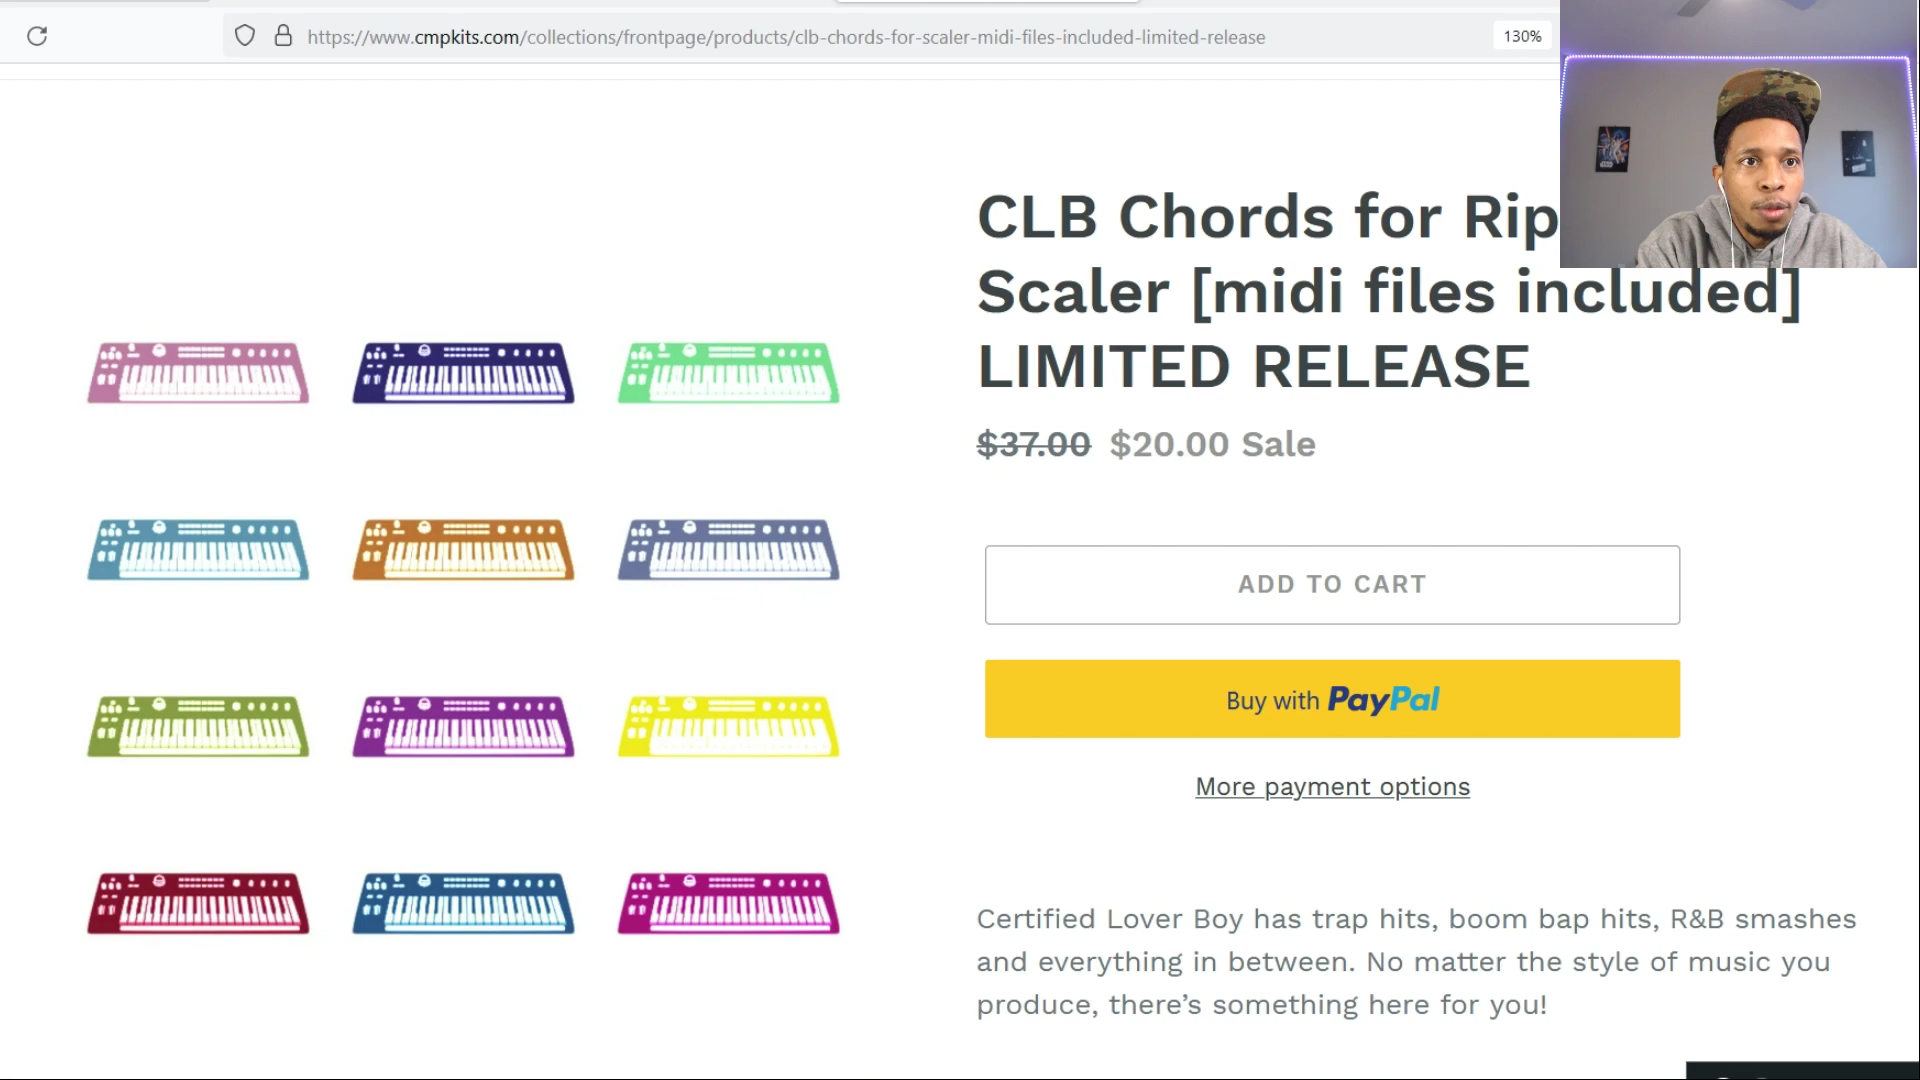 https://www.cmpkits.com/collections/frontpage/products/clb-chords-for-scaler-midi-files-included-limited-release
130%
CLB Chords for Rip
Scaler [midi files included]
LIMITED RELEASE
$37.00 $20.00 Sale
ADD TO CART
Buy with PayPal
More payment options
Certified Lover Boy has trap hits, boom bap hits, R&B smashes
and everything in between. No matter the style of music you
produce, there’s something here for you!